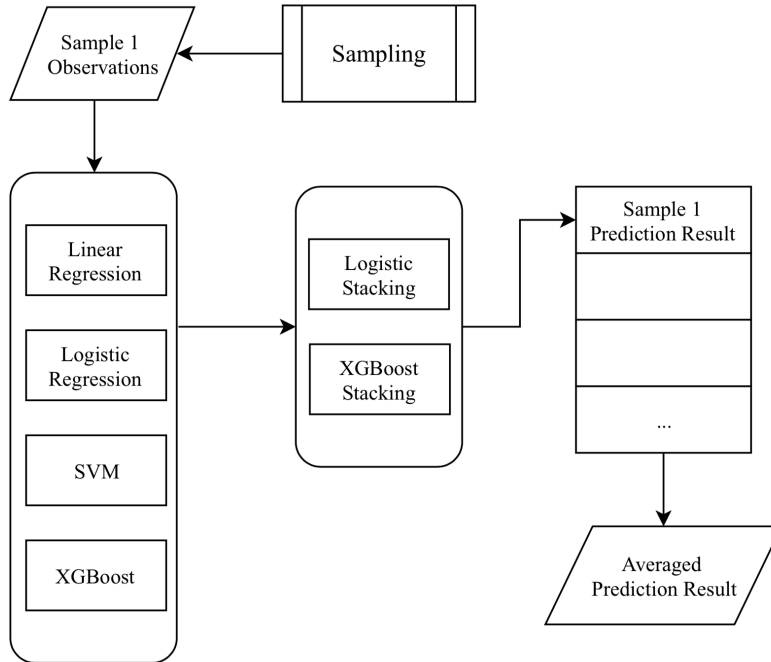 Sample 1
Observations
Sampling
Linear
Regression
Logistic
Regression
SVM
XGBoost
Logistic
Stacking
XGBoost
Stacking
Sample 1
Prediction Result
...
Averaged
Prediction Result